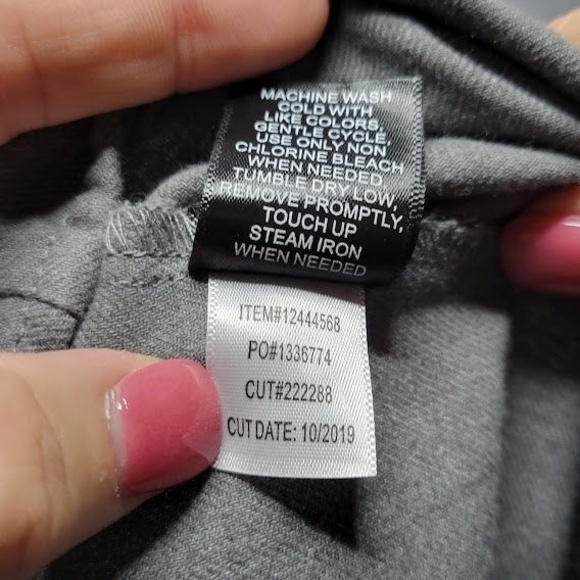 MACHINE WASH
COLD WITH
LIKE COLORS,
GENTLE CYCLE
USE ONLY NON
CHLORINE BLEACH
WHEN NEEDED,
TUMBLE DRY LOW,
REMOVE PROMPTLY,
TOUCH UP
STEAM IRON
WHEN NEEDED
ITEM#12444568
PO#1336774
CUT#222288
CUT DATE: 10/2019